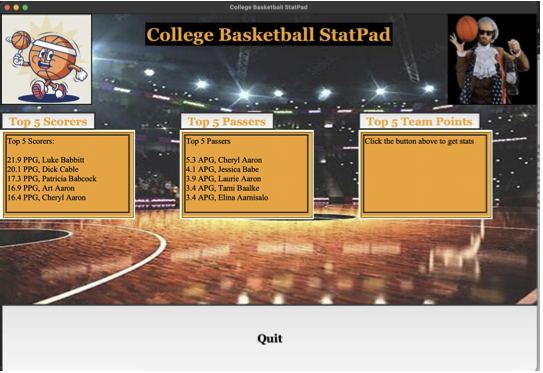 College Basketball StatPad
College Basketball StatPad
Top 5 Scorers
Top 5 Passers
Top 5 Team Points
Top 5 Scorers:
21.9 PPG, Luke Babbitt
20.1 PPG, Dick Cable
17.3 PPG, Patricia Babcock
16.9 PPG, Art Aaron
16.4 PPG, Cheryl Aaron
Top 5 Passers
5.3 APG, Cheryl Aaron
4.1 APG, Jessica Babe
3.9 APG, Laurie Aaron
3.4 APG, Tami Baalke
3.4 APG, Elina Aarnisalo
Click the button above to get stats
Quit